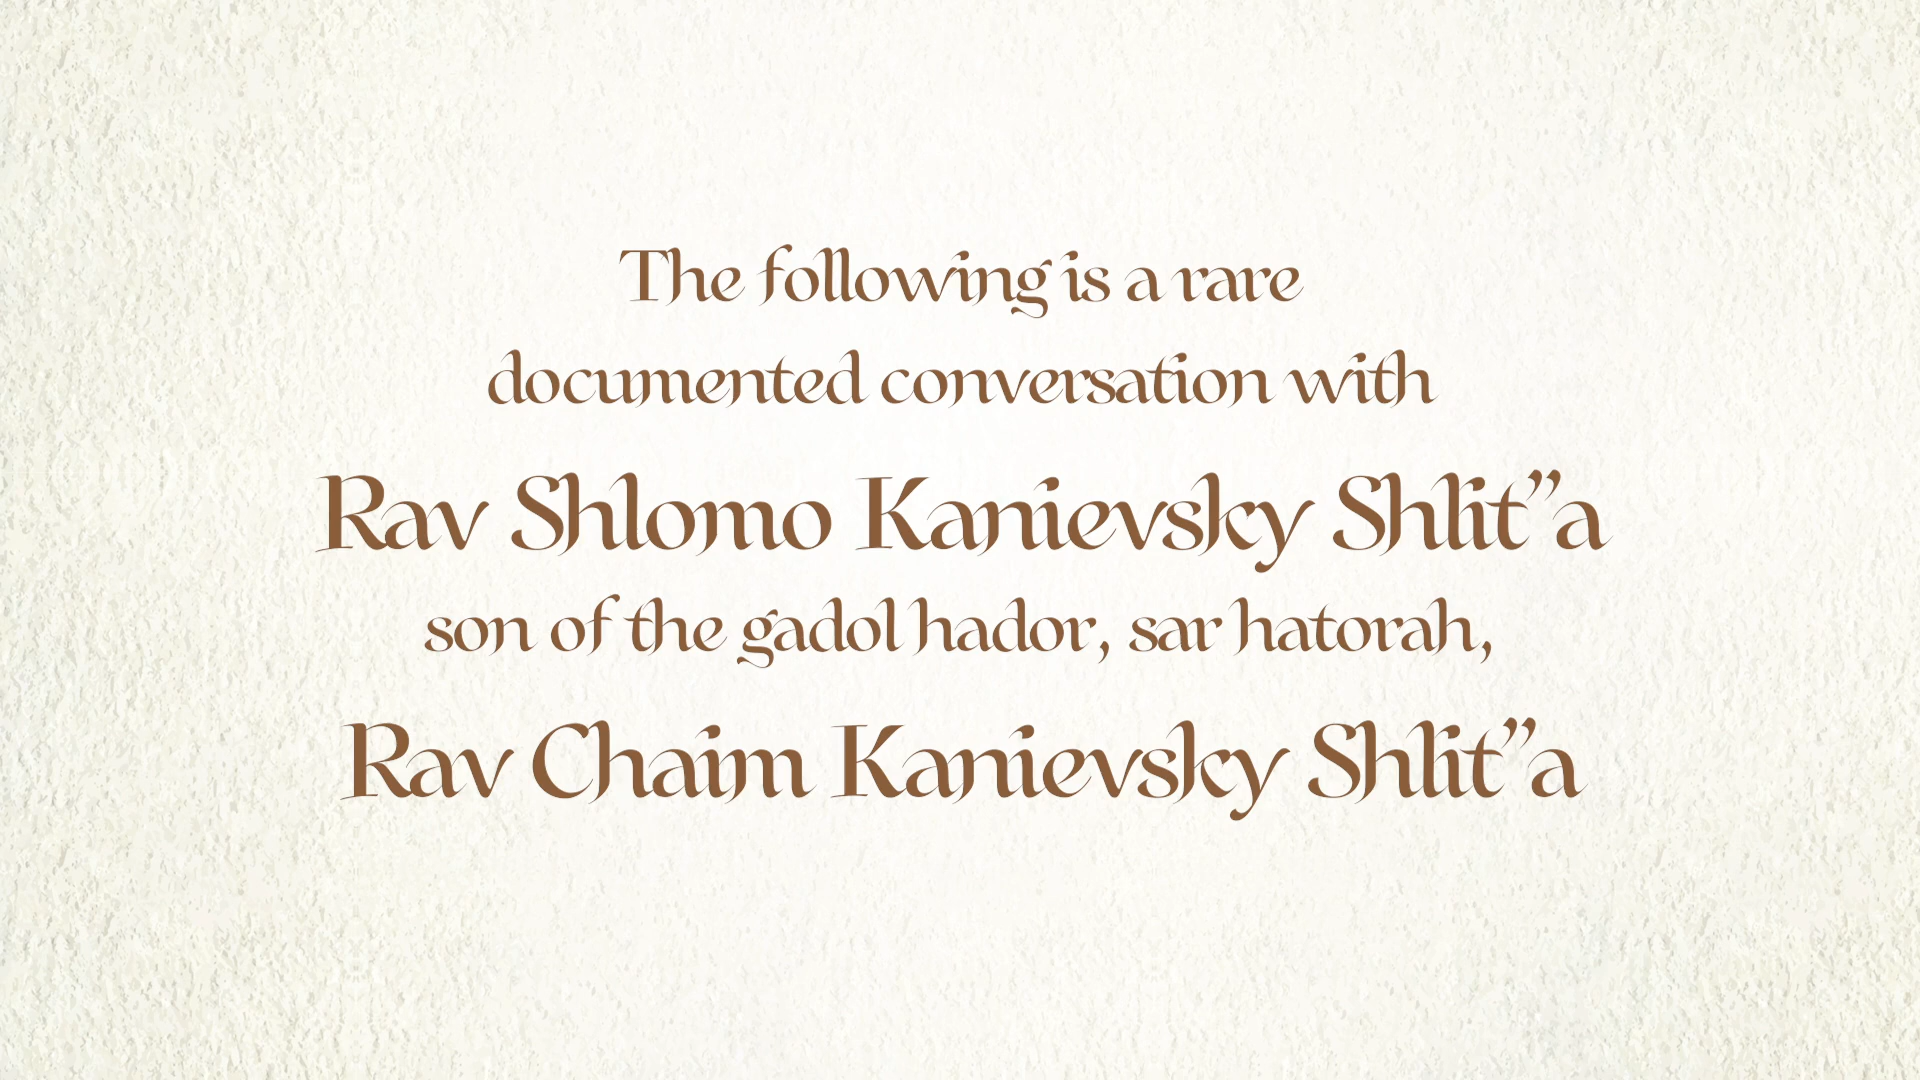 The following is a rare
documented conversation with
Rav Shlomo Kanievsky Shlit”a
son of the gadol hador, sar hatorah,
Rav Chaim Kanievsky Shlit”a